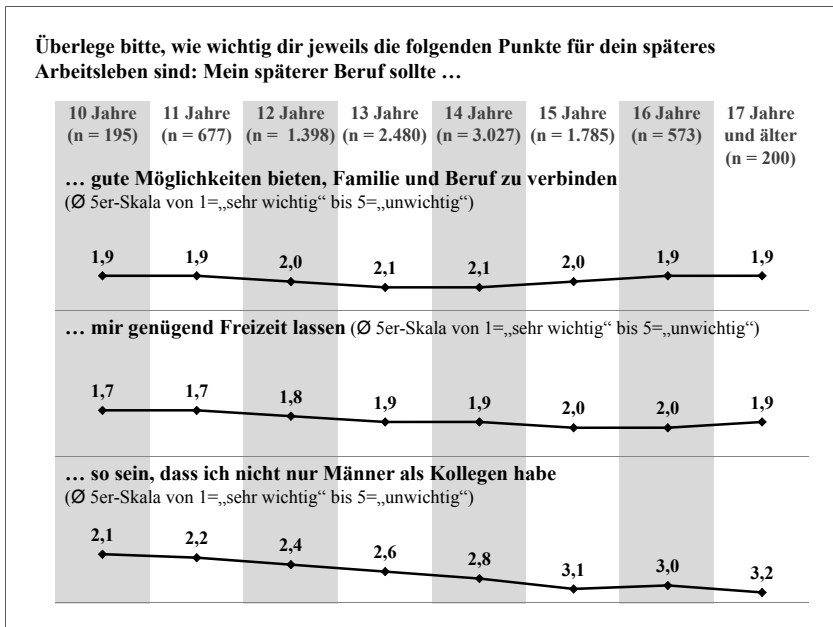 Überlege bitte, wie wichtig dir jeweils die folgenden Punkte für dein späteres
Arbeitsleben sind: Mein späterer Beruf sollte …
10 Jahre 11 Jahre 12 Jahre 13 Jahre 14 Jahre 15 Jahre 16 Jahre 17 Jahre
(n = 195) (n = 677) (n = 1.398) (n = 2.480) (n = 3.027) (n = 1.785) (n = 573) und älter
(n = 200)
… gute Möglichkeiten bieten, Familie und Beruf zu verbinden
(Ø 5er-Skala von 1=„sehr wichtig“ bis 5=„unwichtig“)
1,9 1,9 2,0 2,1 2,1 2,0 1,9 1,9
… mir genügend Freizeit lassen (Ø 5er-Skala von 1=„sehr wichtig“ bis 5=„unwichtig“)
1,7 1,7 1,8 1,9 1,9 2,0 2,0 1,9
… so sein, dass ich nicht nur Männer als Kollegen habe
(Ø 5er-Skala von 1=„sehr wichtig“ bis 5=„unwichtig“)
2,1 2,2 2,4 2,6 2,8 3,1 3,0 3,2